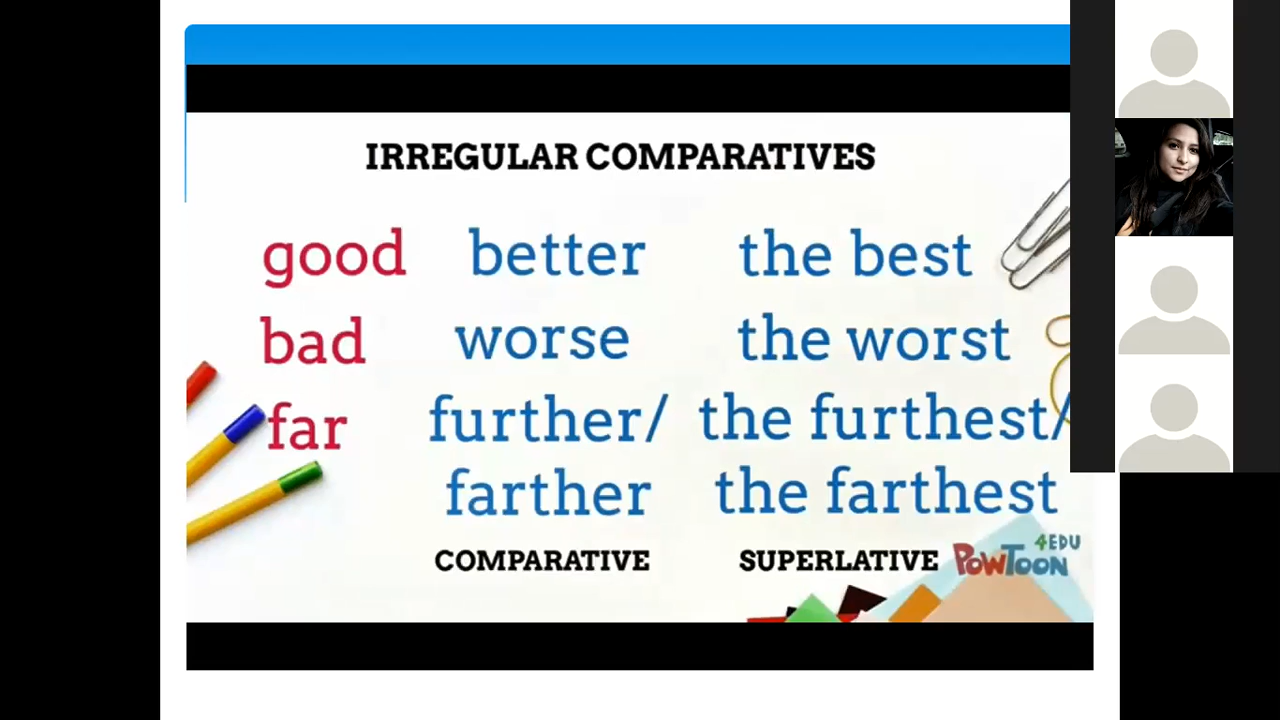 IRREGULAR COMPARATIVES
good better the best
bad worse the worst
far further/ the furthest/
farther the farthest
COMPARATIVE SUPERLATIVE
4EDU
POWTOON